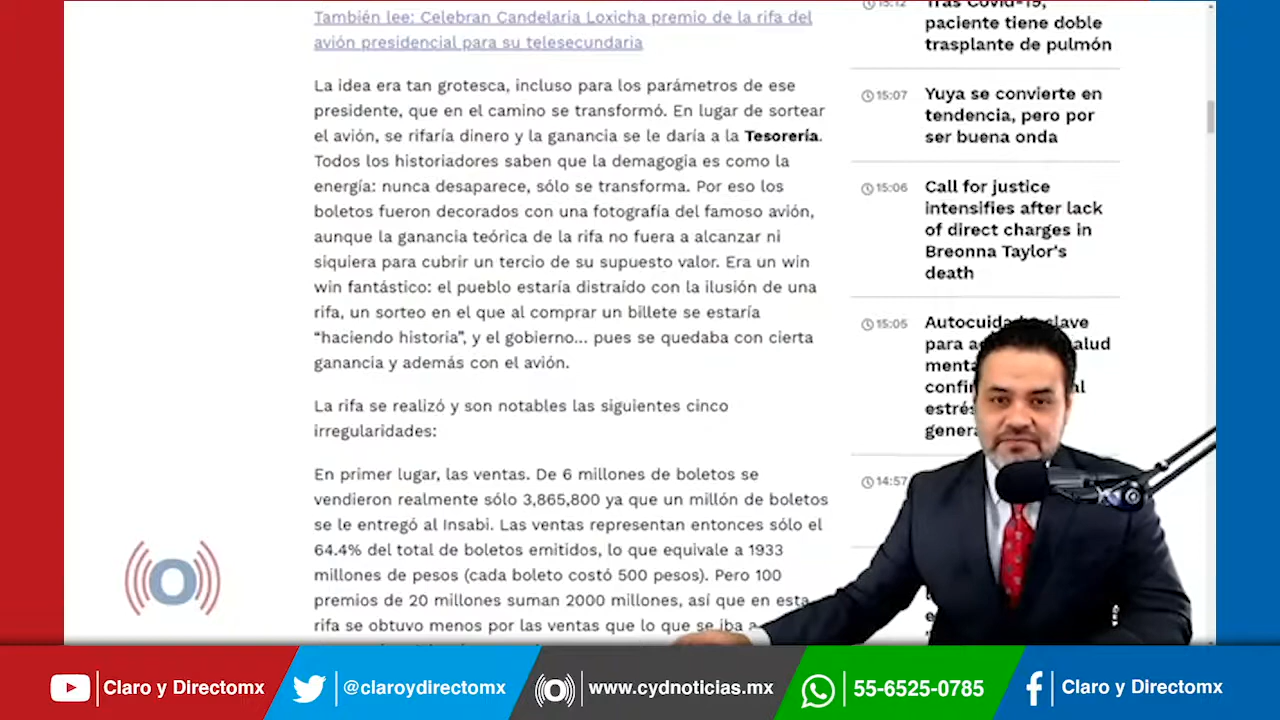 También lee: Celebran Candelaria Loxicha premio de la rifa del
avión presidencial para su telesecundaria
La idea era tan grotesca, incluso para los parámetros de ese
presidente, que en el camino se transformó. En lugar de sortear
el avión, se rifaría dinero y la ganancia se le daría a la Tesorería.
Todos los historiadores saben que la demagogia es como la
energía: nunca desaparece, sólo se transforma. Por eso los
boletos fueron decorados con una fotografía del famoso avión,
aunque la ganancia teórica de la rifa no fuera a alcanzar ni
siquiera para cubrir un tercio de su supuesto valor. Era un win
win fantástico: el pueblo estaría distraído con la ilusión de una
rifa, un sorteo en el que al comprar un billete se estaría
“haciendo historia”, y el gobierno... pues se quedaba con cierta
ganancia y además con el avión.
La rifa se realizó y son notables las siguientes cinco
irregularidades:
En primer lugar, las ventas. De 6 millones de boletos se
vendieron realmente sólo 3,865,800 ya que un millón de boletos
se le entregó al Insabi. Las ventas representan entonces sólo el
64.4% del total de boletos emitidos, lo que equivale a 1933
millones de pesos (cada boleto costó 500 pesos). Pero 100
premios de 20 millones suman 2000 millones, así que en esta
rifa se obtuvo menos por las ventas que lo que se iba a
15:12
Tras Covid-19,
paciente tiene doble
trasplante de pulmón
15:07
Yuya se convierte en
tendencia, pero por
ser buena onda
15:06
Call for justice
intensifies after lack
of direct charges in
Breonna Taylor's
death
15:05
14:57
Claro y Directomx
@claroydirectomx
www.cydnoticias.mx
55-6525-0785
Claro y Directomx